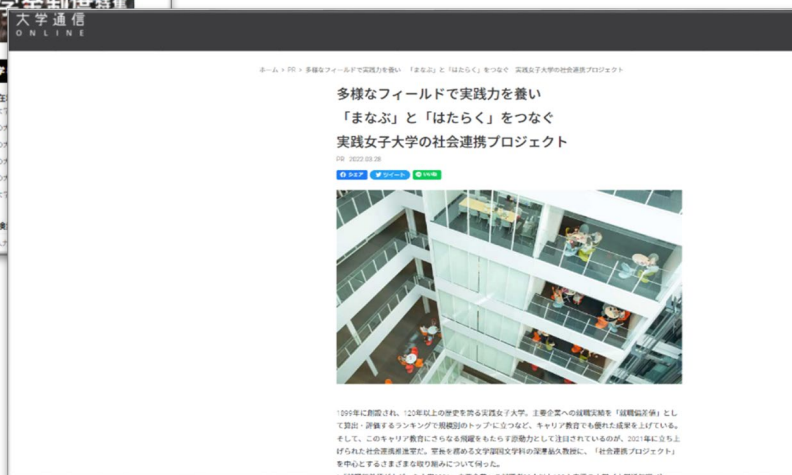 大学通信
ONLINE
ホーム > PR > 多様なフィールドで実践力を養い 「まなぶ」と「はたらく」をつなぐ 実践女子大学の社会連携プロジェクト
多様なフィールドで実践力を養い
「まなぶ」と「はたらく」をつなぐ
実践女子大学の社会連携プロジェクト
PR 2022.03.28
シェア ツイート いいね
1899年に創設され、120年以上の歴史を誇る実践女子大学。主要企業への就職実績を「就職偏差値」とし
て算出・評価するランキングで規模別のトップに立つなど、キャリア教育でも優れた成果を上げている。
そして、このキャリア教育にさらなる飛躍をもたらす原動力として注目されているのが、2021年に立ち上
げられた社会連携推進室だ。室長を務める文学部国文学科の深澤晶久教授に、「社会連携プロジェクト」
を中心とするさまざまな取り組みについて伺った。